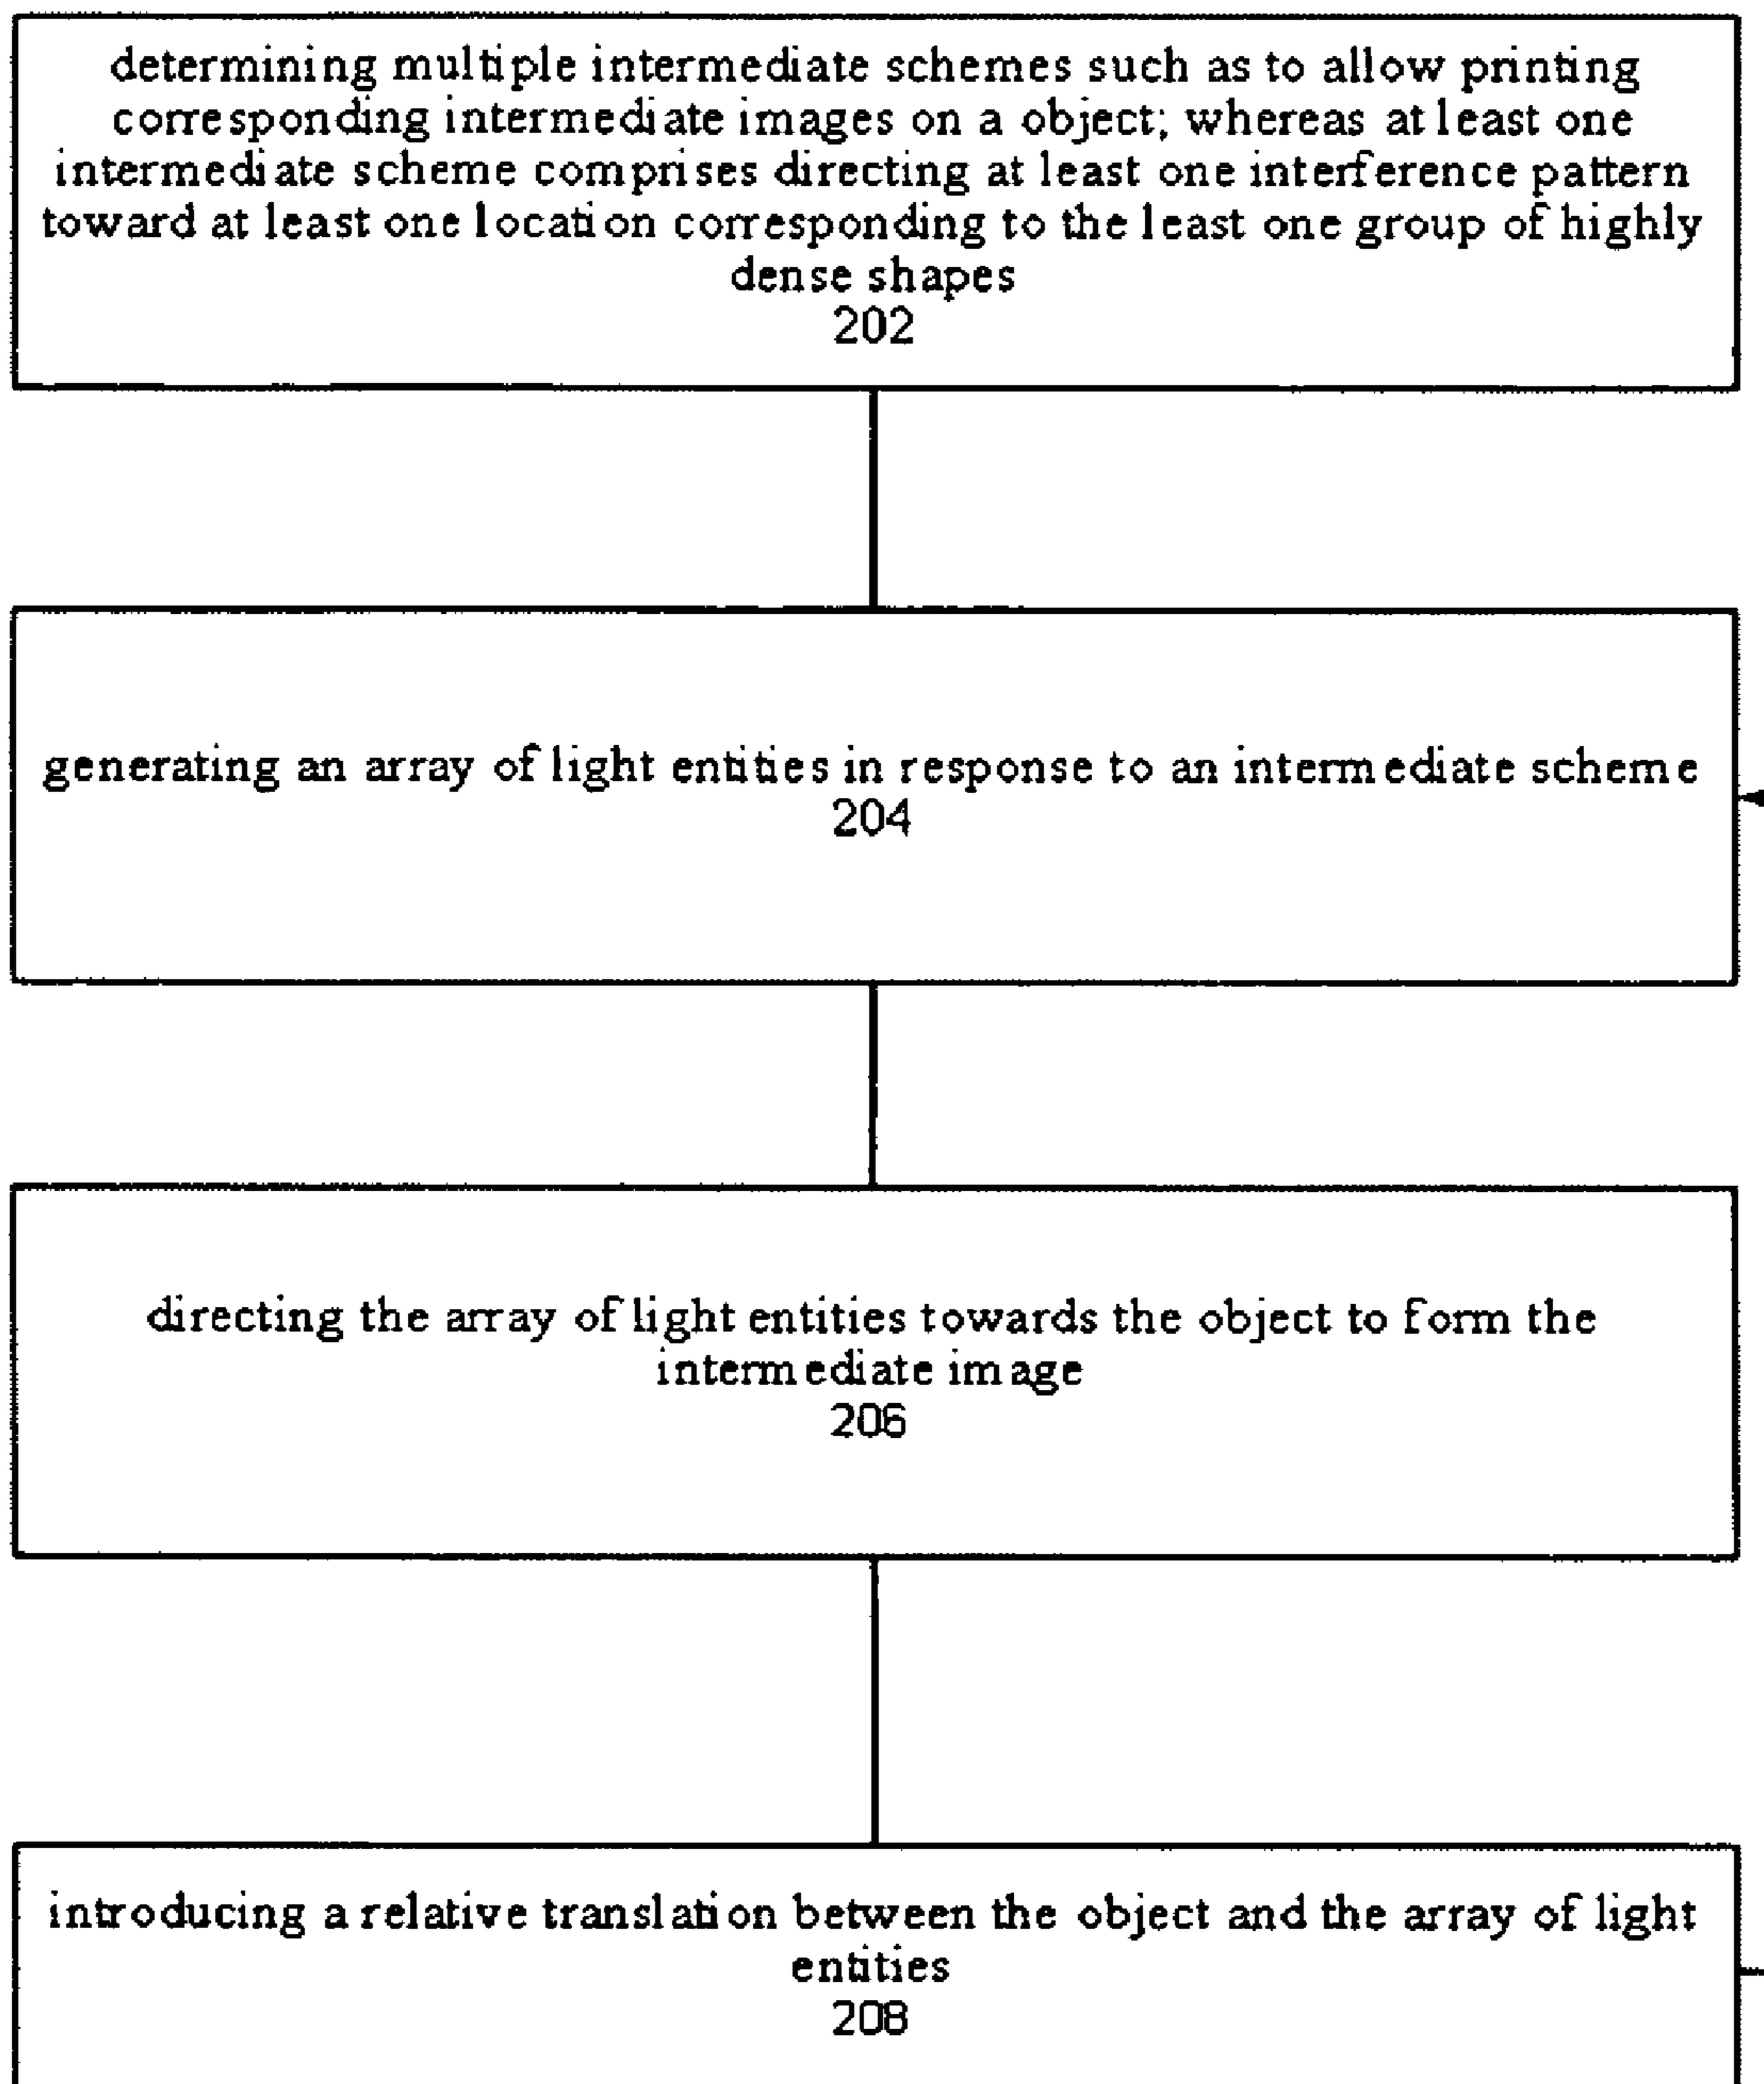 determining multiple intermediate schemes such as to allow printing
corresponding intermediate images on a object; whereas at least one
intermediate scheme comprises directing at least one interference pattern
toward at least one location corresponding to the least one group of highly
dense shapes
202
generating an array of light entities in response to an intermediate scheme
204
directing the array of light entities towards the object to form the
intermediate image
206
introducing a relative translation between the object and the array of light
entities
208